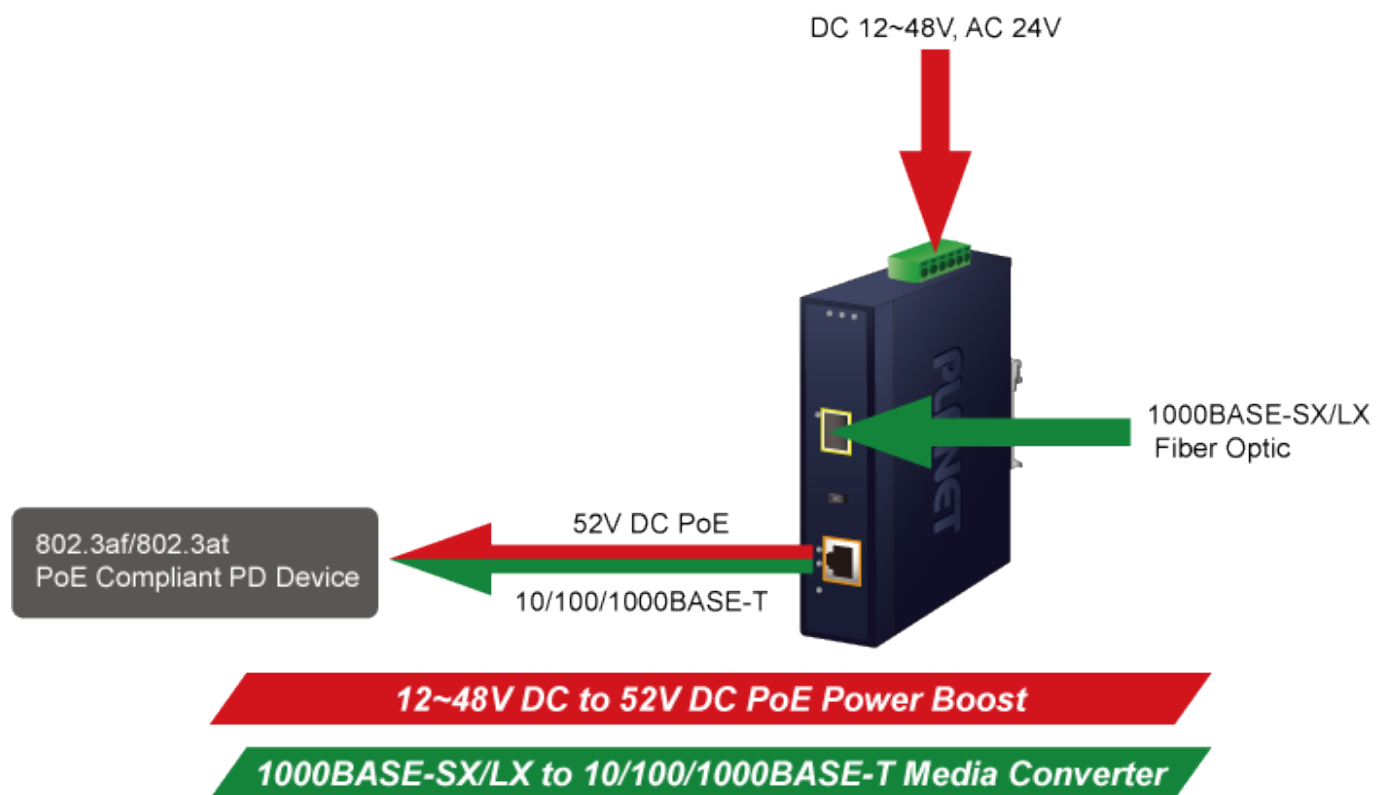 DC 12~48V, AC 24V
PLANET
1000BASE-SX/LX
Fiber Optic
52V DC PoE
802.3af/802.3at
PoE Compliant PD Device
10/100/1000BASE-T
12~48V DC to 52V DC PoE Power Boost
1000BASE-SX/LX to 10/100/1000BASE-T Media Converter